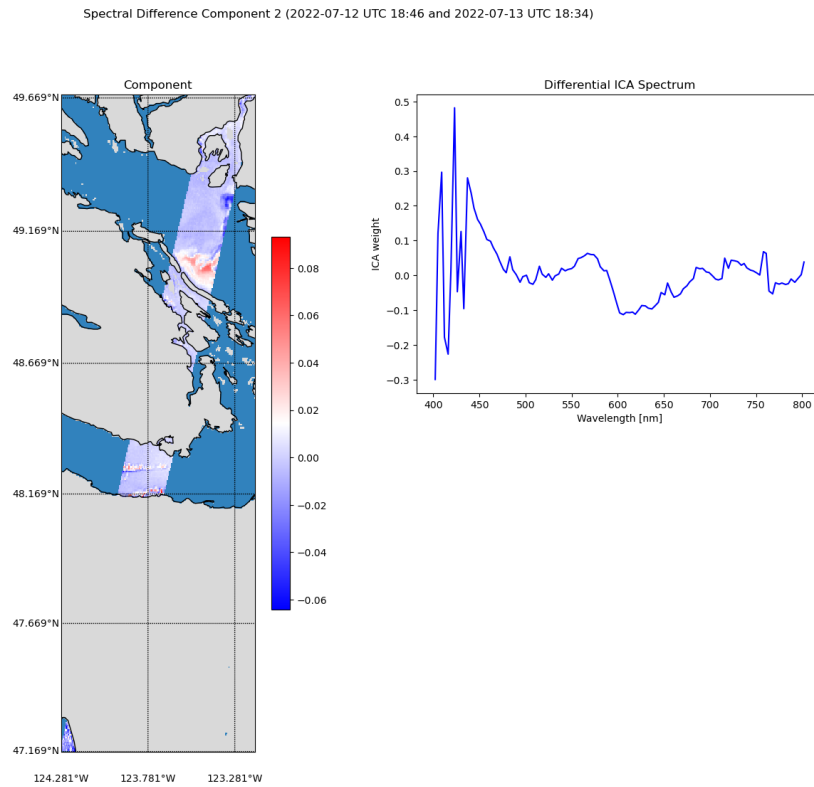 Spectral Difference Component 2 (2022-07-12 UTC 18:46 and 2022-07-13 UTC 18:34)
Component
49.669°N
49.169°N
48.669°N
48.169°N
47.669°N
47.169°N
124.281°W 123.781°W 123.281°W
0.08
0.06
0.04
0.02
0.00
−0.02
−0.04
−0.06
Differential ICA Spectrum
ICA weight
0.5
0.4
0.3
0.2
0.1
0.0
−0.1
−0.2
−0.3
400 450 500 550 600 650 700 750 800
Wavelength [nm]